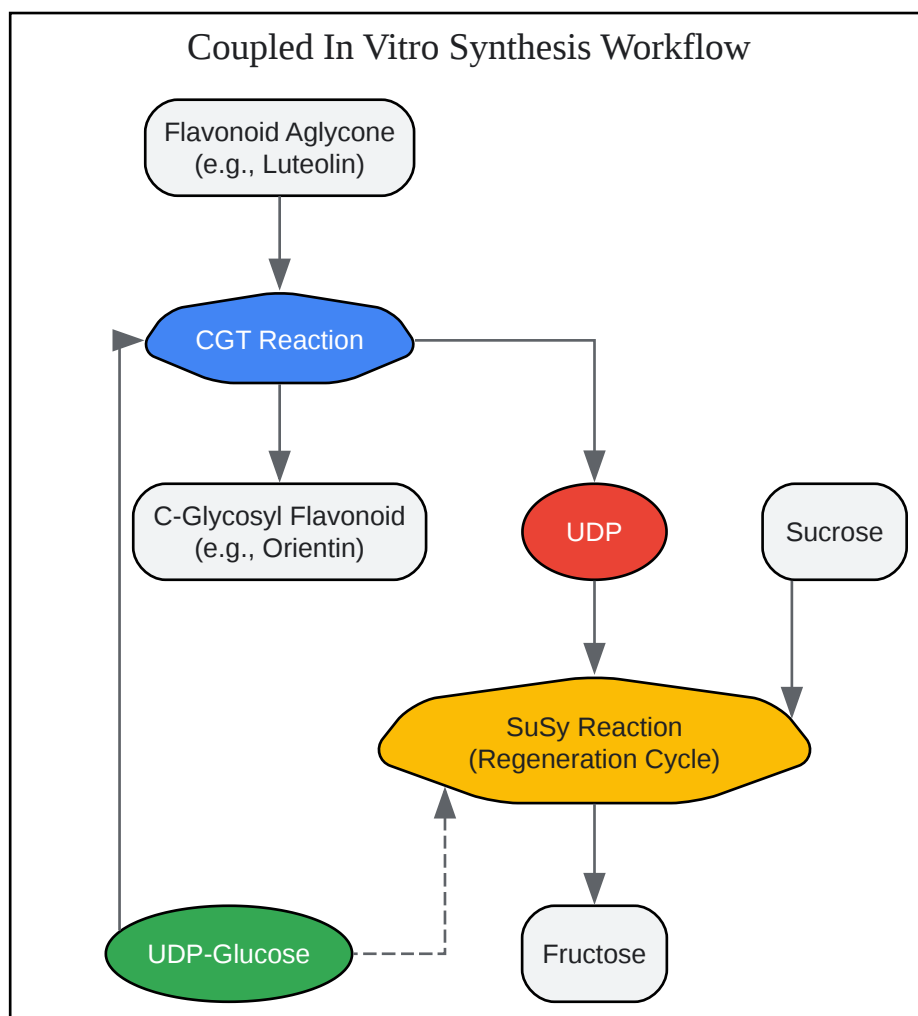 Coupled In Vitro Synthesis Workflow
Flavonoid Aglycone
(e.g., Luteolin)
CGT Reaction
C-Glycosyl Flavonoid
(e.g., Orientin)
UDP
Sucrose
SuSy Reaction
(Regeneration Cycle)
UDP-Glucose
Fructose